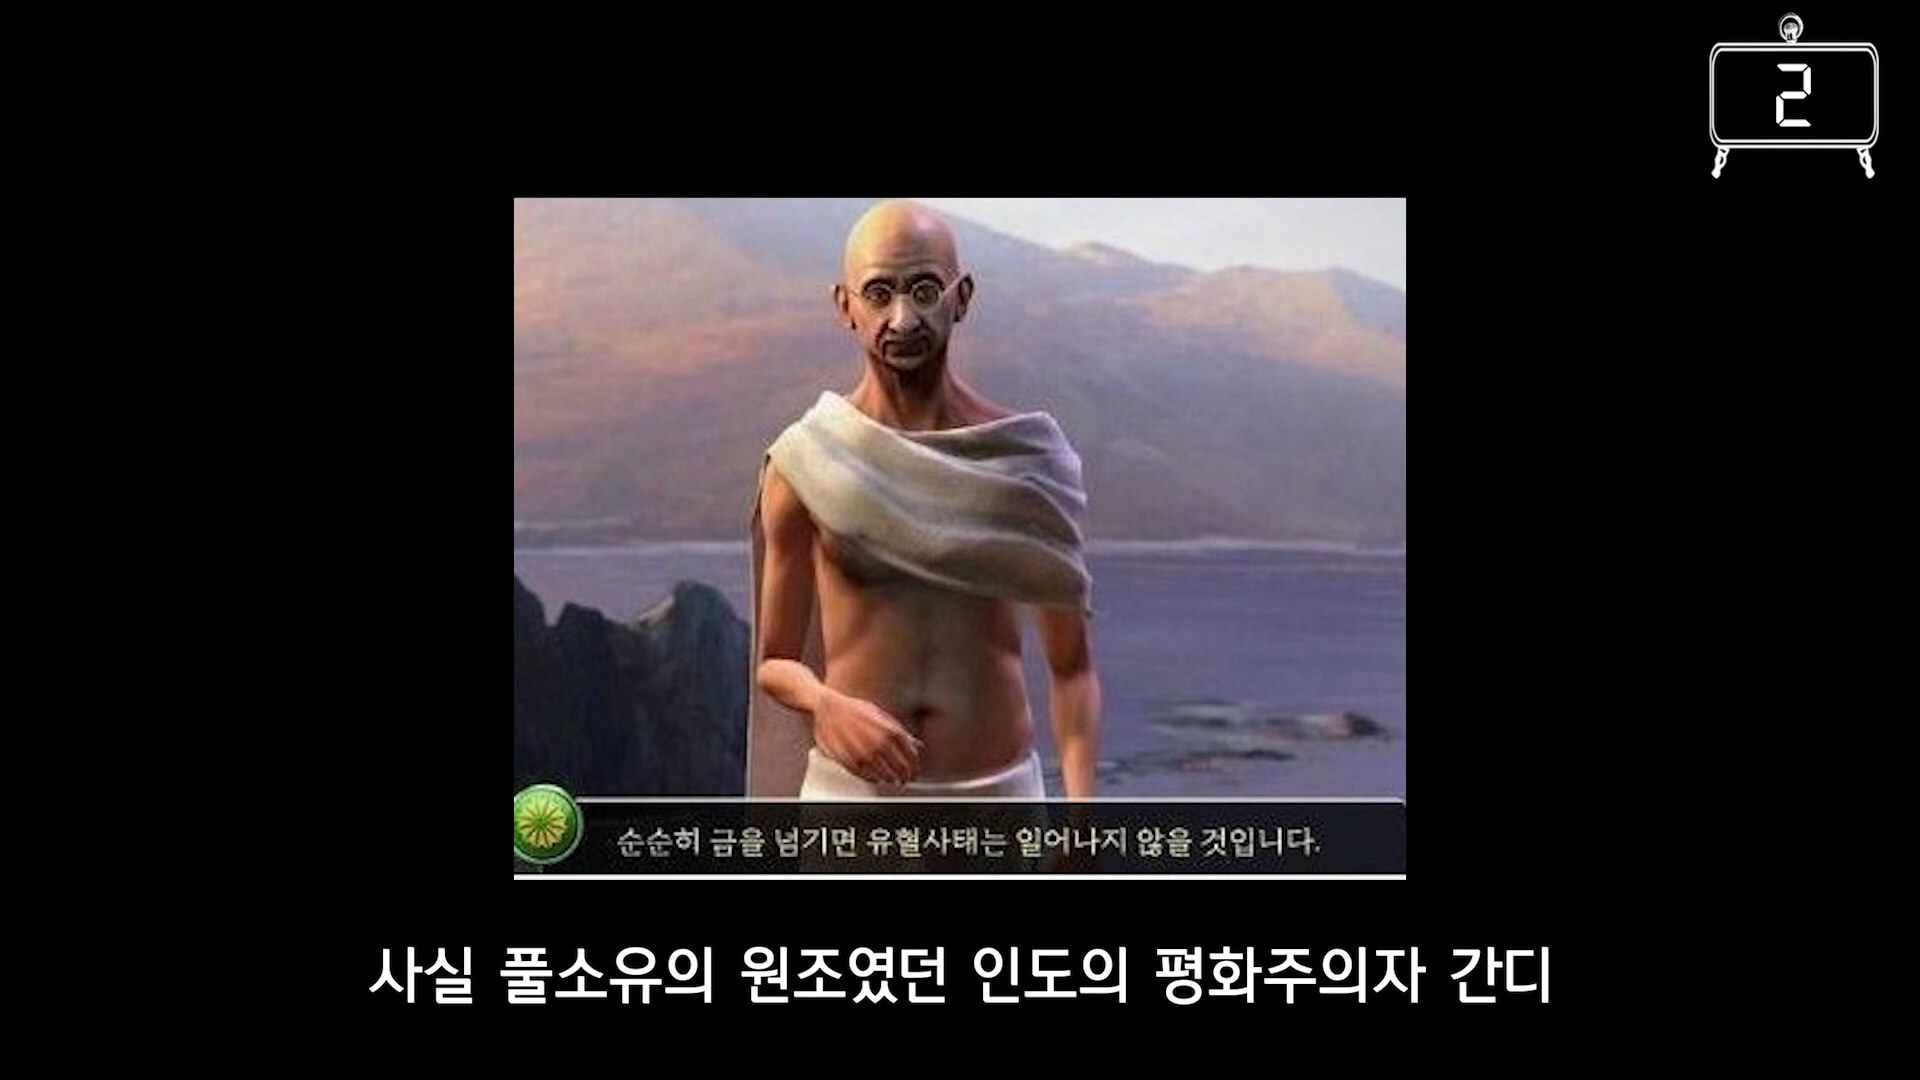 2
순순히 금을 넘기면 유혈사태는 일어나지 않을 것입니다.
사실 풀소유의 원조였던 인도의 평화주의자 간디